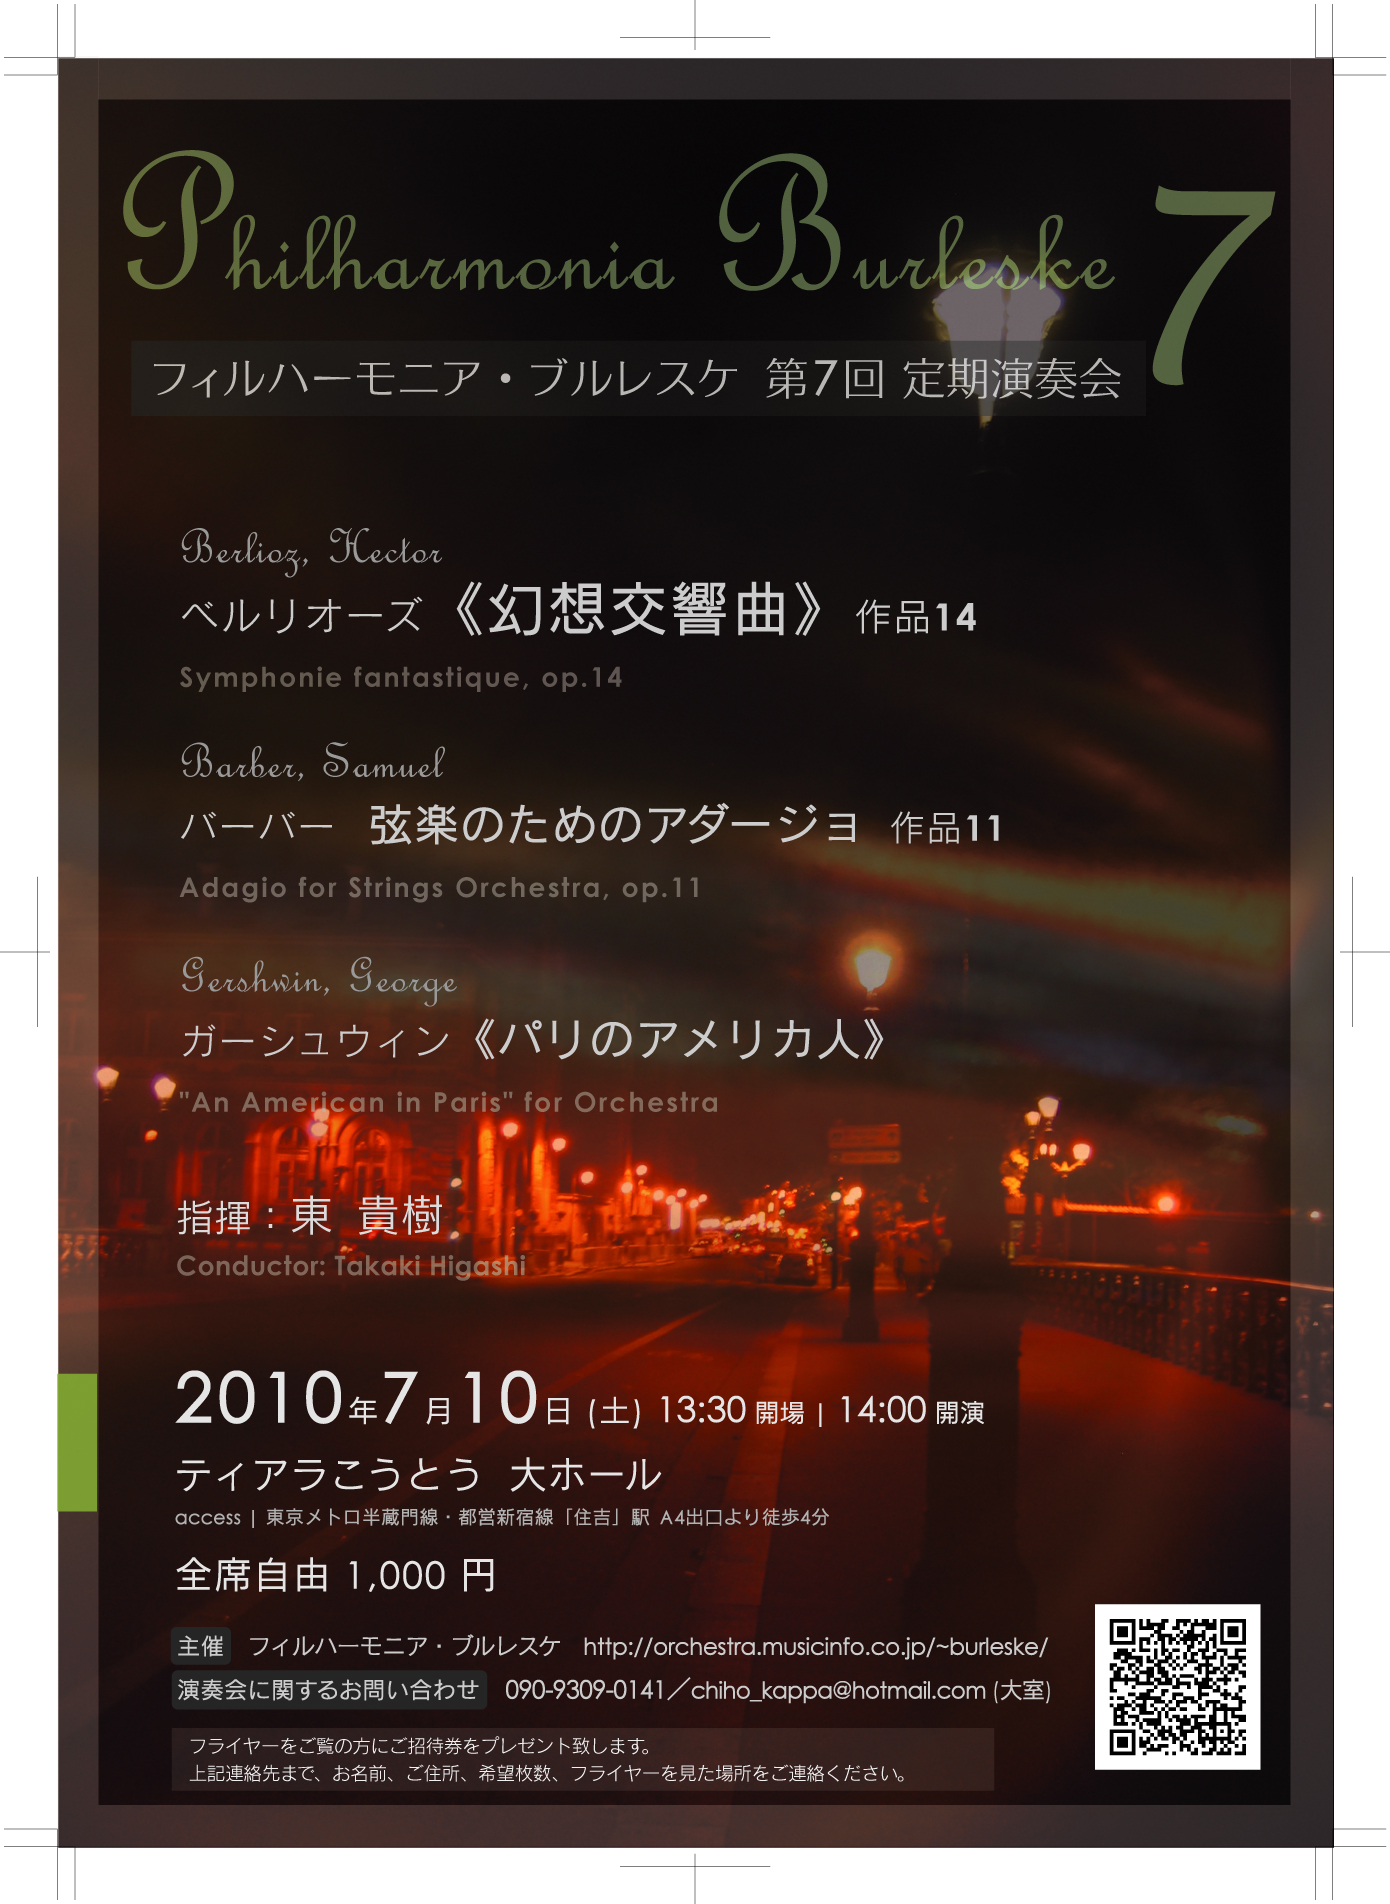 Philharmonia Burleske 7
フィルハーモニア・ブルレスケ 第7回 定期演奏会
Berlioz, Hector
ベルリオーズ《幻想交響曲》作品14
Symphonie fantastique, op.14
Barber, Samuel
バーバー 弦楽のためのアダージョ 作品11
Adagio for Strings Orchestra, op.11
Gershwin, George
ガーシュウィン《パリのアメリカ人》
"An American in Paris" for Orchestra
指揮：東 貴樹
Conductor: Takaki Higashi
2010年7月10日 (土) 13:30 開場 | 14:00 開演
ティアラこうとう 大ホール
access | 東京メトロ半蔵門線・都営新宿線「住吉」駅 A4出口より徒歩4分
全席自由 1,000 円
主催 フィルハーモニア・ブルレスケ http://orchestra.musicinfo.co.jp/~burleske/
演奏会に関するお問い合わせ 090-9309-0141／chiho_kappa@hotmail.com (大室)
フライヤーをご覧の方にご招待券をプレゼント致します。
上記連絡先まで、お名前、ご住所、希望枚数、フライヤーを見た場所をご連絡ください。